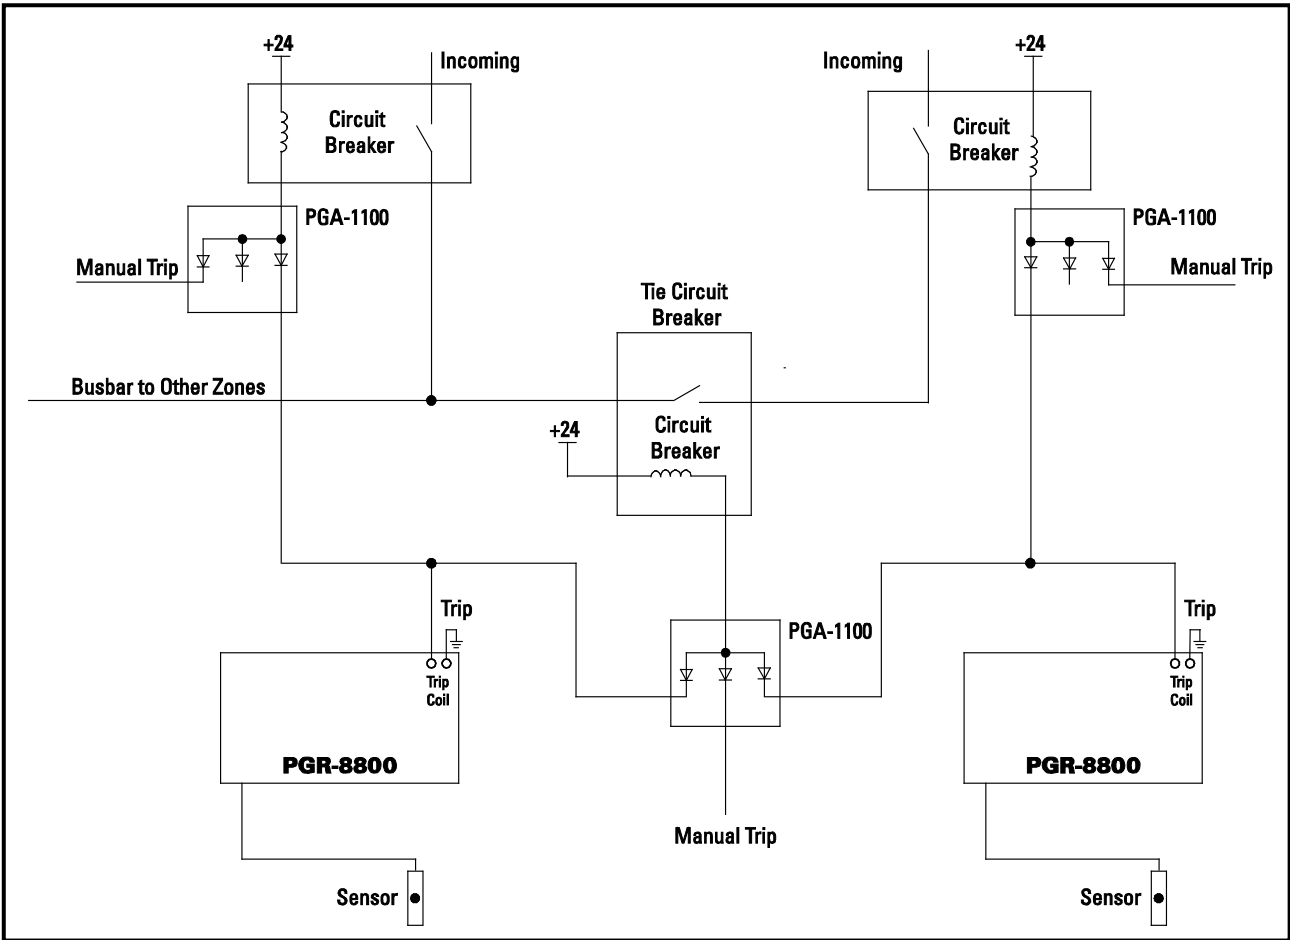 +24
Incoming
Incoming
+24
Circuit
Breaker
Circuit
Breaker
PGA-1100
PGA-1100
Manual Trip
Manual Trip
Tie Circuit
Breaker
Busbar to Other Zones
+24
Circuit
Breaker
Trip
PGA-1100
Trip
Trip
Coil
Trip
Coil
PGR-8800
PGR-8800
Manual Trip
Sensor
Sensor